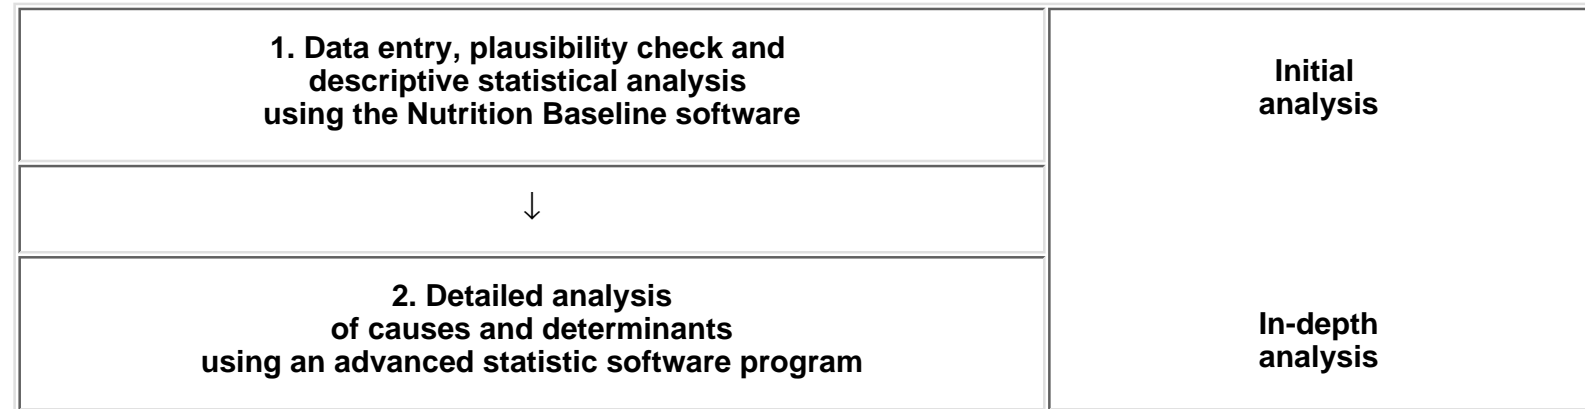 1. Data entry, plausibility check and
descriptive statistical analysis
using the Nutrition Baseline software
Initial
analysis
↓
2. Detailed analysis
of causes and determinants
using an advanced statistic software program
In-depth
analysis